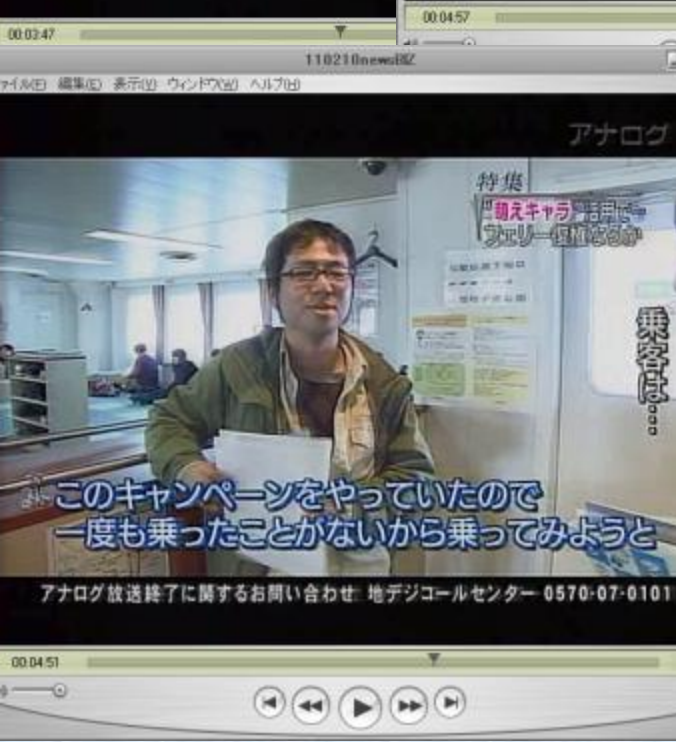 00:03:47
00:04:57
110210newsBIZ
ァイル(F) 編集(E) 表示(V) ウィンドウ(W) ヘルプ(H)
アナログ
特集
"萌えキャラ"活用で
フェリー復権なるか
乗客は…
このキャンペーンをやっていたので
一度も乗ったことがないから乗ってみようと
アナログ放送終了に関するお問い合わせ 地デジコールセンター 0570-07-0101
00:04:51